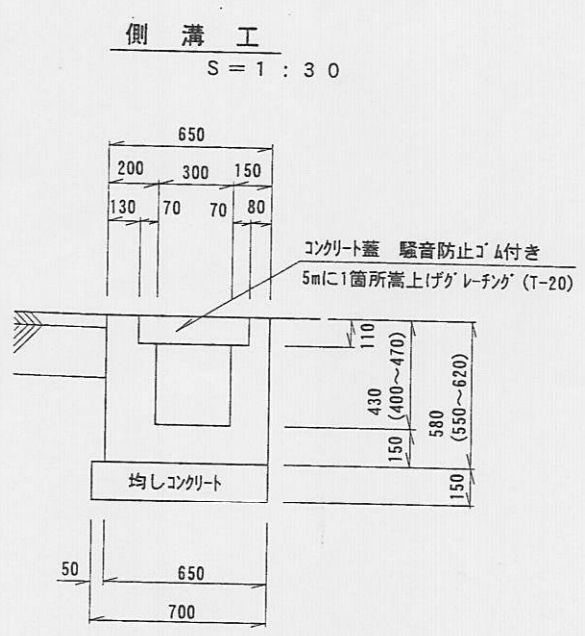 側溝工
S=1:30
650
200 300 150
130 70 70 80
コンクリート蓋 騒音防止ゴム付き
5mに1箇所嵩上げグレーチング(T-20)
110
430
(400~470)
580
(550~620)
150
150
均しコンクリート
50 650
700